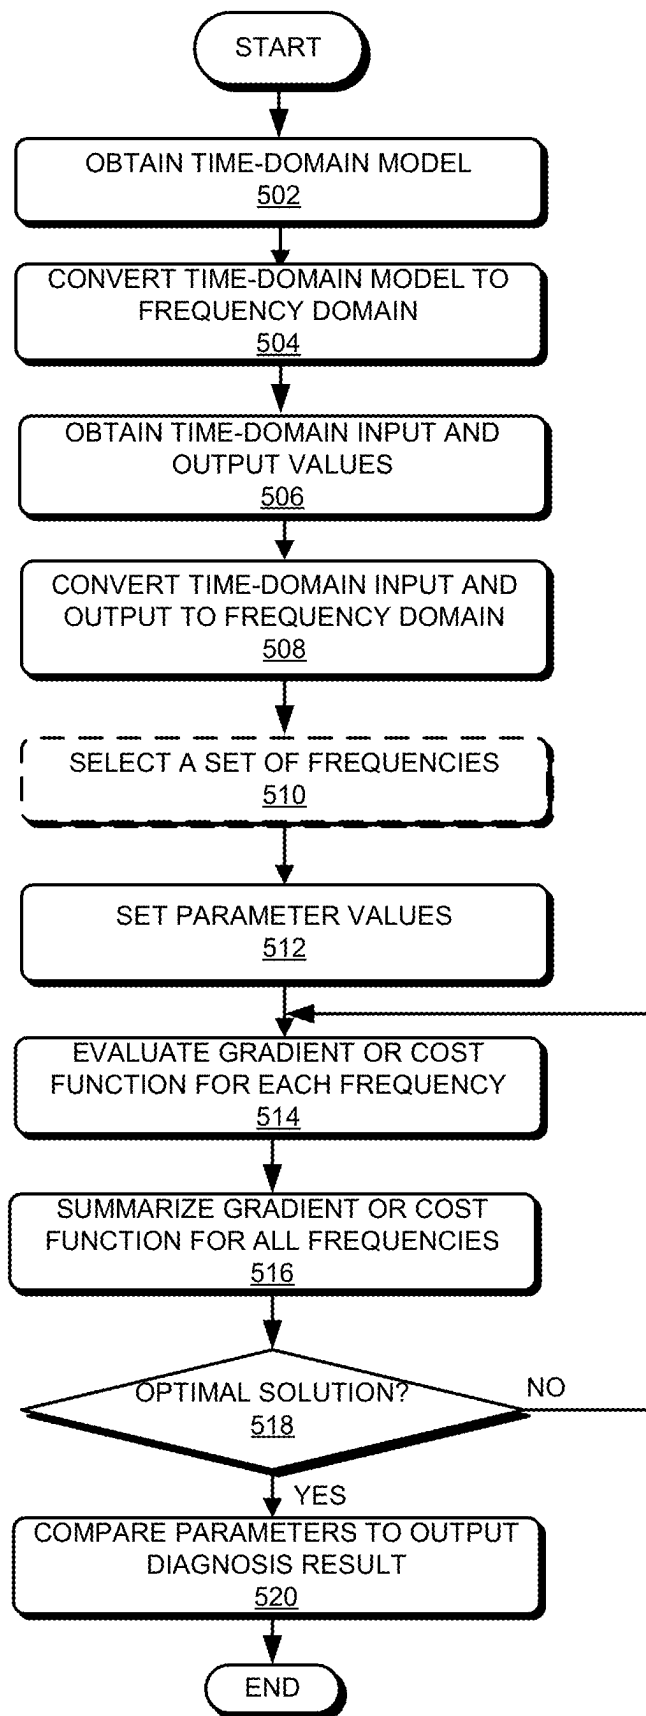 START
OBTAIN TIME-DOMAIN MODEL
502
CONVERT TIME-DOMAIN MODEL TO
FREQUENCY DOMAIN
504
OBTAIN TIME-DOMAIN INPUT AND
OUTPUT VALUES
506
CONVERT TIME-DOMAIN INPUT AND
OUTPUT TO FREQUENCY DOMAIN
508
SELECT A SET OF FREQUENCIES
510
SET PARAMETER VALUES
512
EVALUATE GRADIENT OR COST
FUNCTION FOR EACH FREQUENCY
514
SUMMARIZE GRADIENT OR COST
FUNCTION FOR ALL FREQUENCIES
516
OPTIMAL SOLUTION?
518
NO
YES
COMPARE PARAMETERS TO OUTPUT
DIAGNOSIS RESULT
520
END